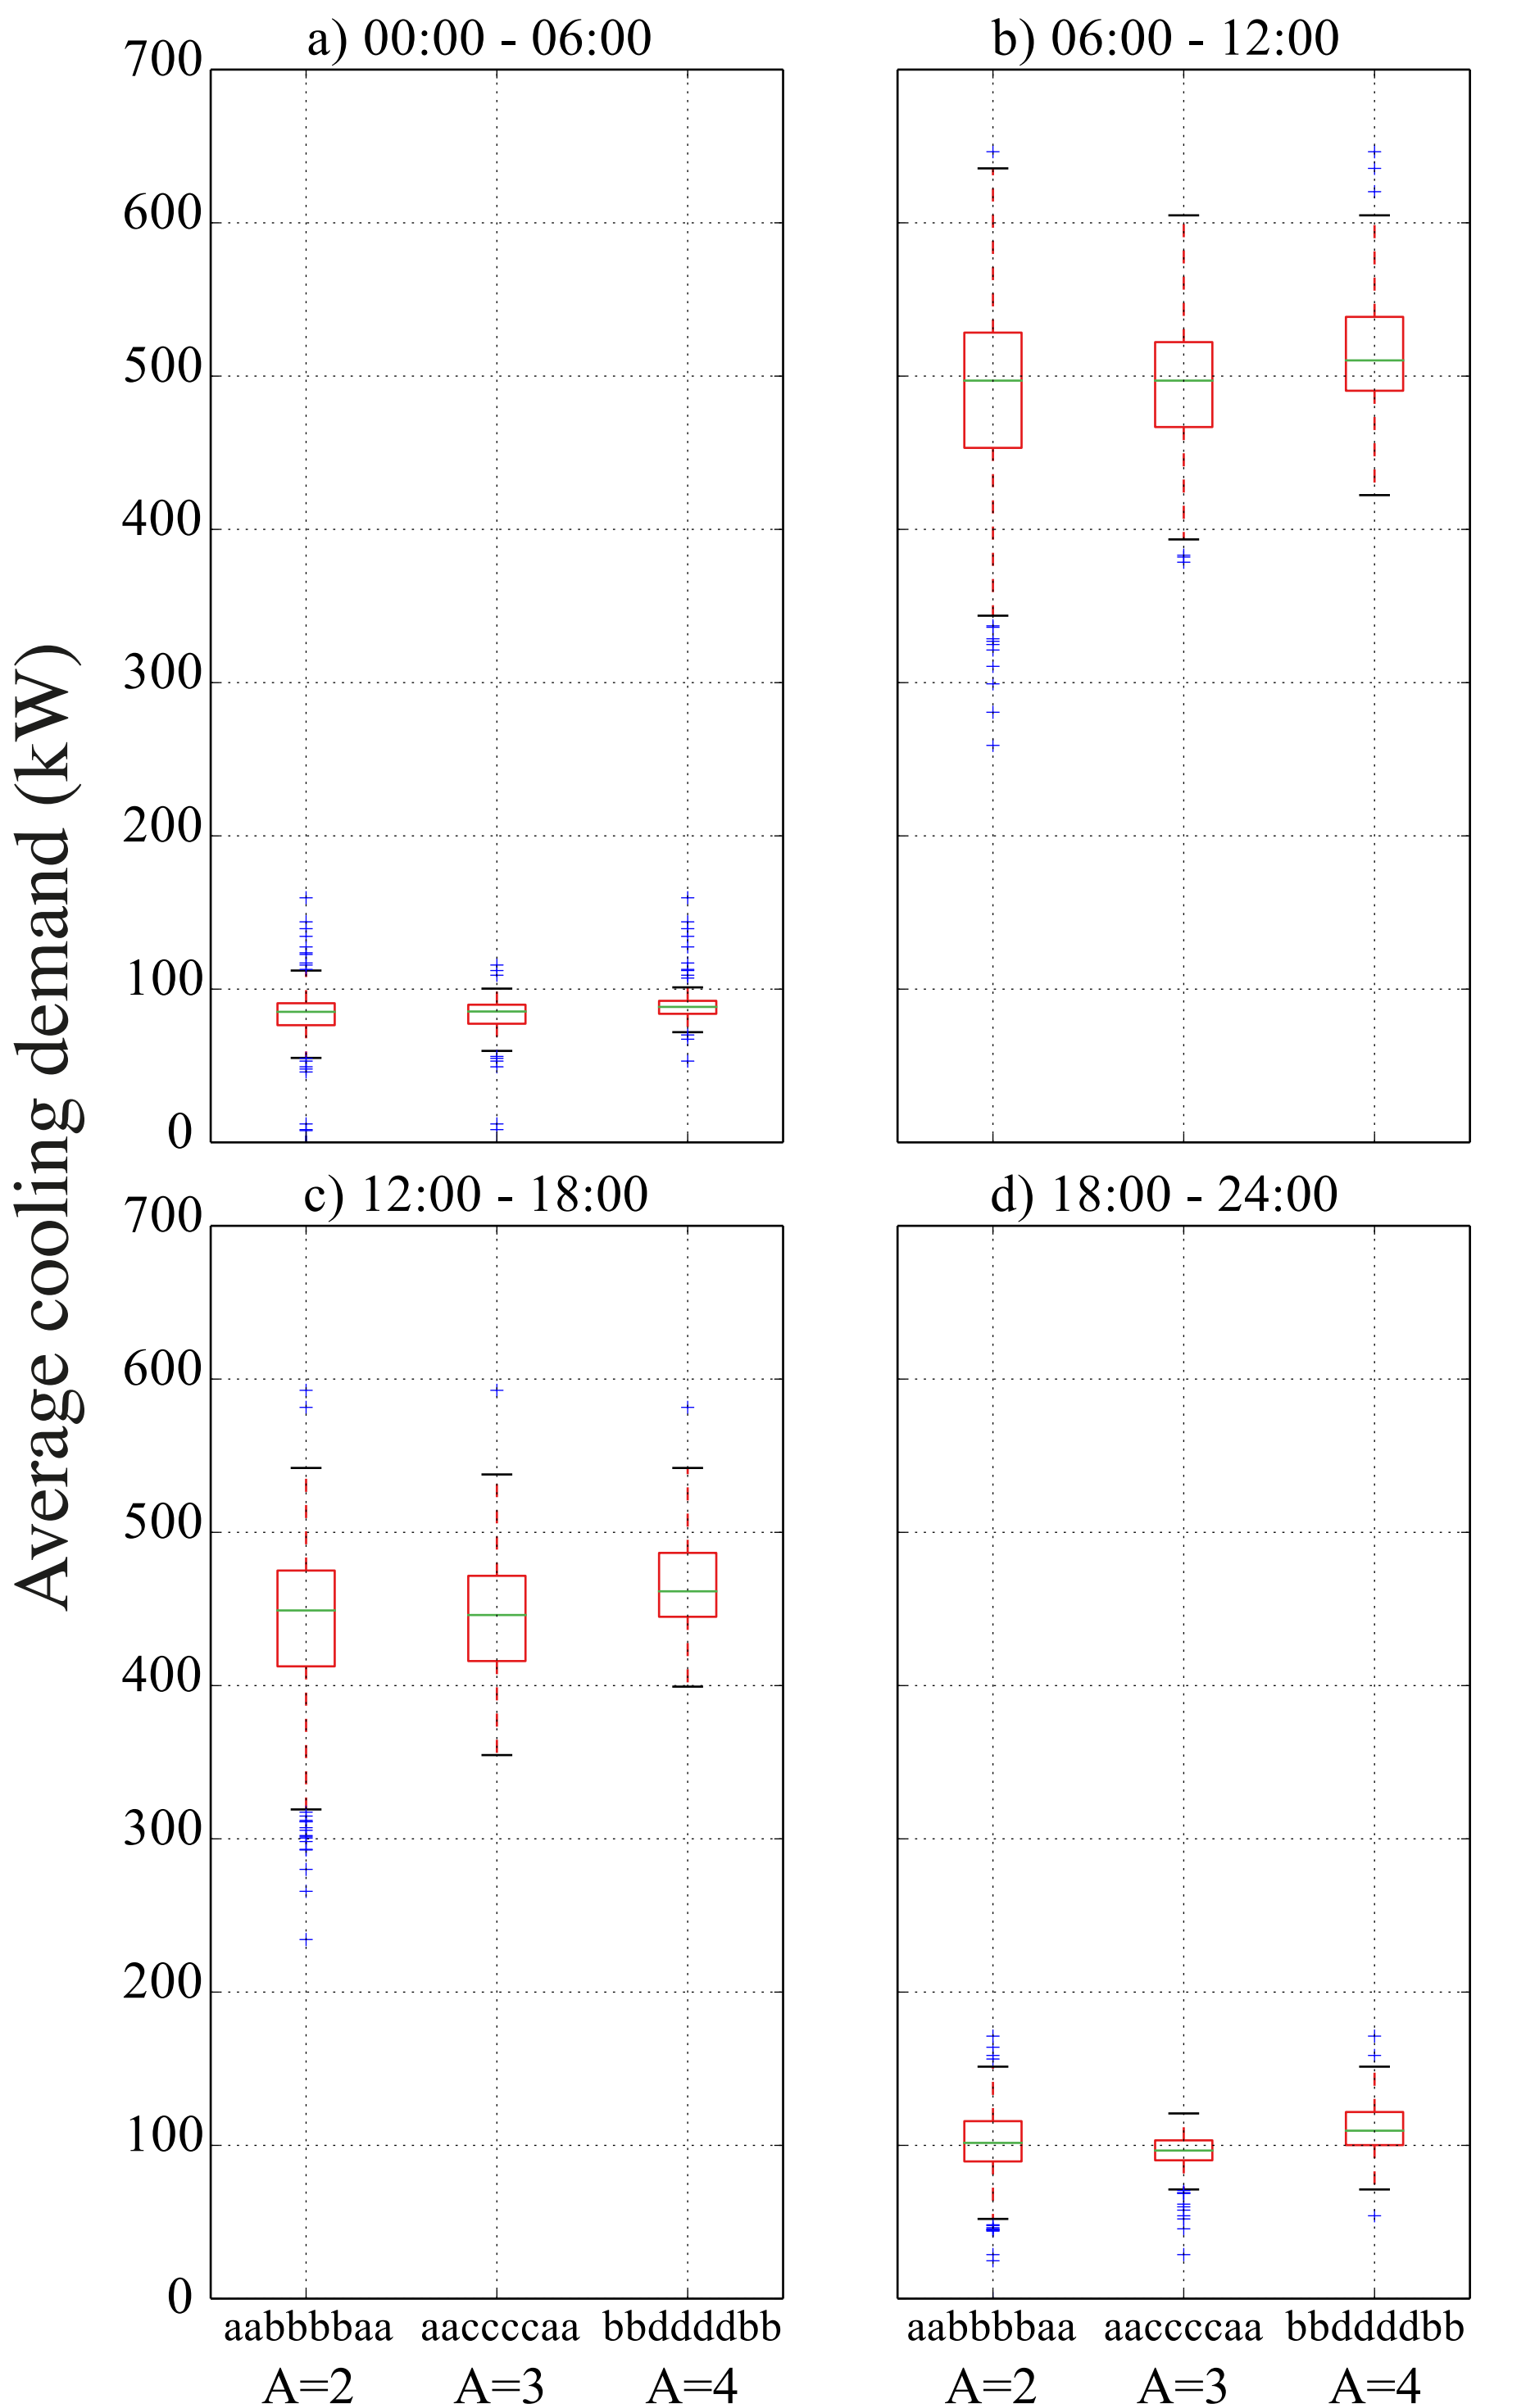 a) 00:00 - 06:00
b) 06:00 - 12:00
700
600
500
400
300
200
100
0
Average cooling demand (kW)
c) 12:00 - 18:00
d) 18:00 - 24:00
700
600
500
400
300
200
100
0
aabbbbaa aaccccaa bbddddbb
aabbbbaa aaccccaa bbddddbb
A=2 A=3 A=4
A=2 A=3 A=4